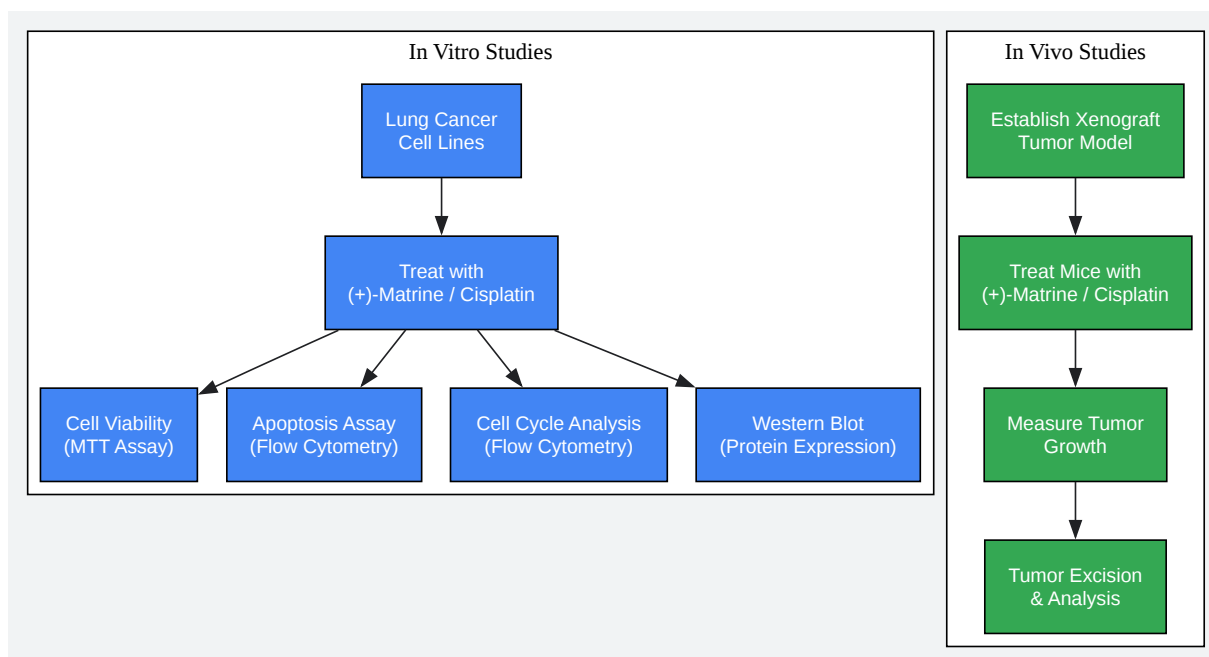 In Vitro Studies
Lung Cancer
Cell Lines
Treat with
(+)-Matrine / Cisplatin
Cell Viability
(MTT Assay)
Apoptosis Assay
(Flow Cytometry)
Cell Cycle Analysis
(Flow Cytometry)
Western Blot
(Protein Expression)
In Vivo Studies
Establish Xenograft
Tumor Model
Treat Mice with
(+)-Matrine / Cisplatin
Measure Tumor
Growth
Tumor Excision
& Analysis